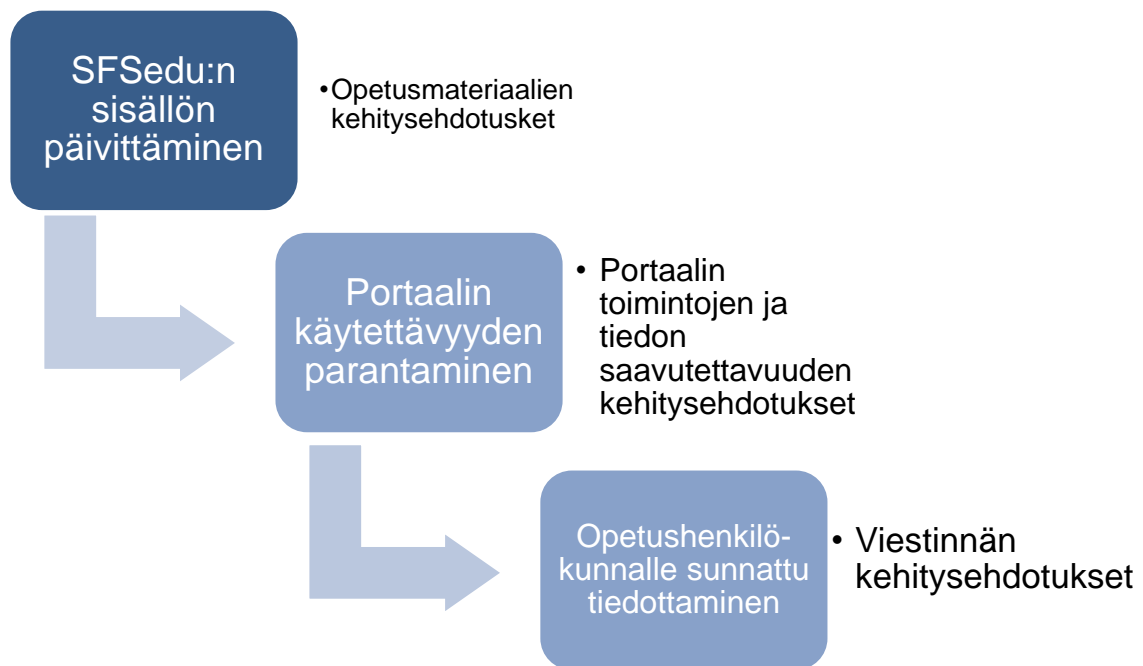 SFSedu:n
sisällön
päivittäminen
•Opetusmateriaalien
kehitysehdotusket
Portaalin
käytettävyyden
parantaminen
• Portaalin
toimintojen ja
tiedon
saavutettavuuden
kehitysehdotukset
Opetushenkilö-
kunnalle sunnattu
tiedottaminen
• Viestinnän
kehitysehdotukset